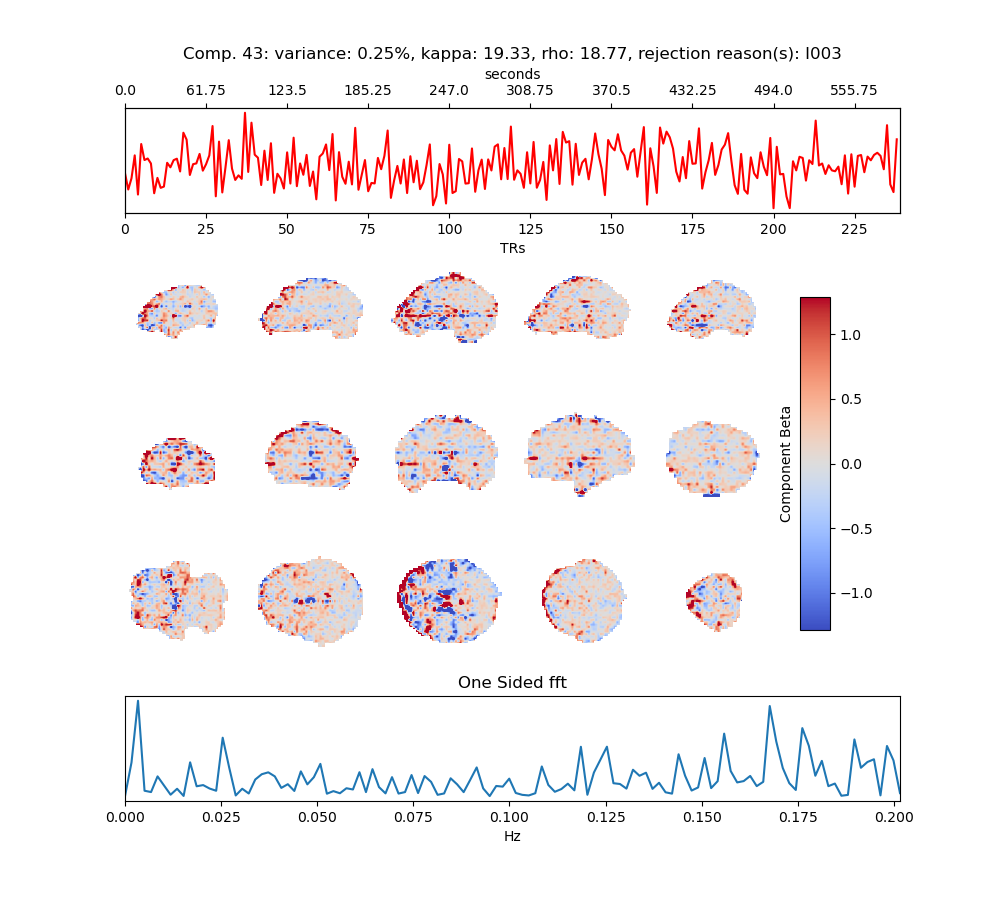 Comp. 43: variance: 0.25%, kappa: 19.33, rho: 18.77, rejection reason(s): I003
seconds
0.0 61.75 123.5 185.25 247.0 308.75 370.5 432.25 494.0 555.75
0 25 50 75 100 125 150 175 200 225
TRs
1.0
0.5
0.0
−0.5
−1.0
Component Beta
One Sided fft
0.000 0.025 0.050 0.075 0.100 0.125 0.150 0.175 0.200
Hz